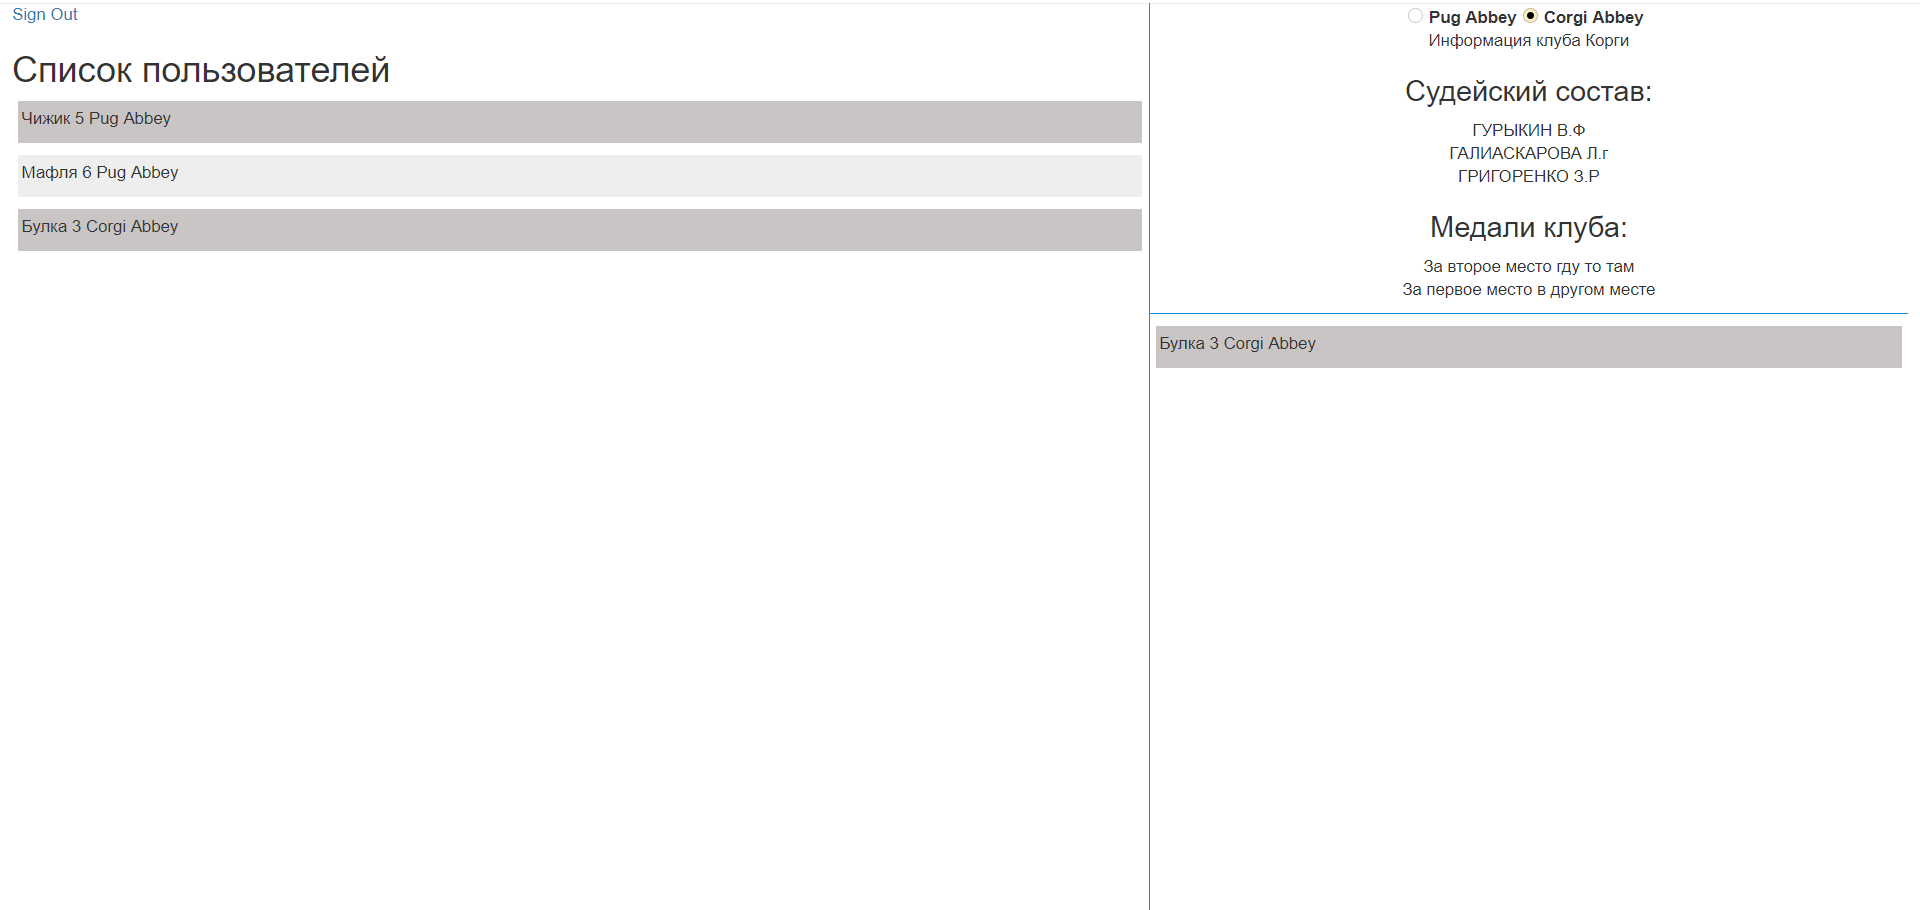 Sign Out
Список пользователей
Чижик 5 Pug Abbey
Мафля 6 Pug Abbey
Булка 3 Corgi Abbey
Pug Abbey Corgi Abbey
Информация клуба Корги
Судейский состав:
ГУРЫКИН В.Ф
ГАЛИАСКАРОВА Л.г
ГРИГОРЕНКО З.Р
Медали клуба:
За второе место гду то там
За первое место в другом месте
Булка 3 Corgi Abbey